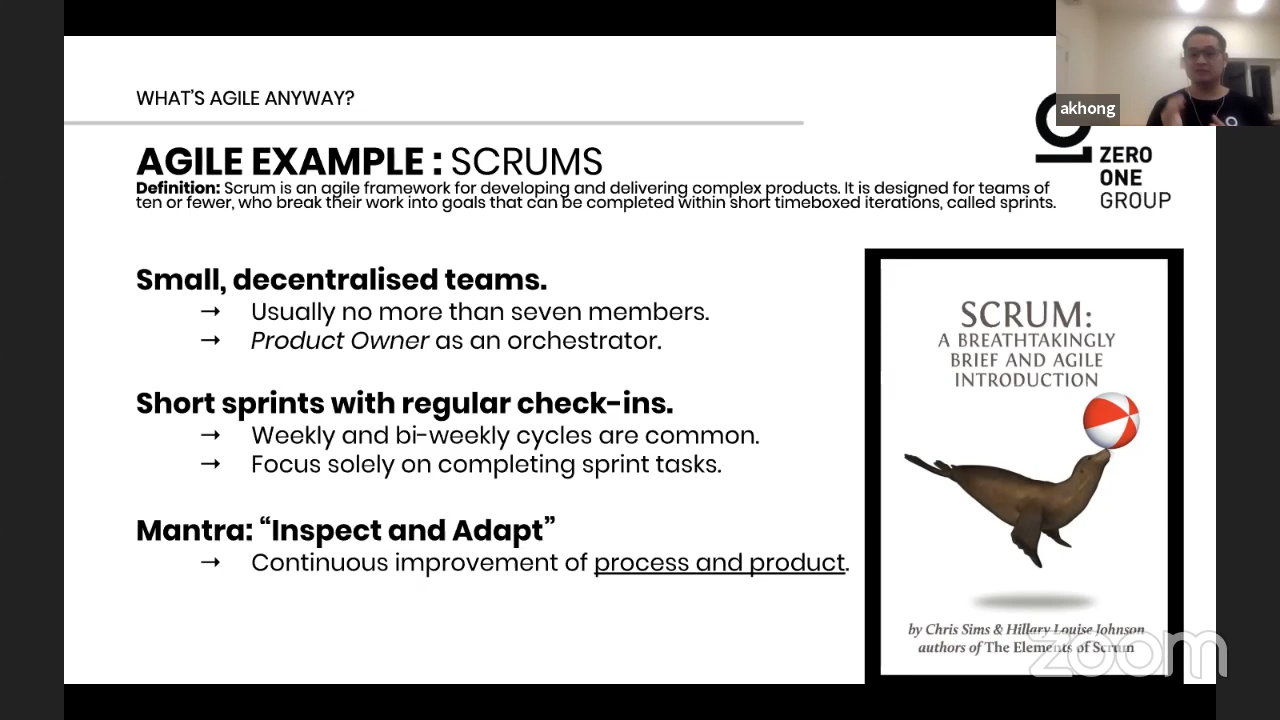 WHAT'S AGILE ANYWAY?
akhong
AGILE EXAMPLE : SCRUMS
ZERO
ONE
GROUP
Definition: Scrum is an agile framework for developing and delivering complex products. It is designed for teams of
ten or fewer, who break their work into goals that can be completed within short timeboxed iterations, called sprints.
Small, decentralised teams.
→ Usually no more than seven members.
→ Product Owner as an orchestrator.
Short sprints with regular check-ins.
→ Weekly and bi-weekly cycles are common.
→ Focus solely on completing sprint tasks.
Mantra: “Inspect and Adapt”
→ Continuous improvement of process and product.
SCRUM:
A BREATHTAKINGLY
BRIEF AND AGILE
INTRODUCTION
by Chris Sims & Hillary Louise Johnson
authors of The Elements of Scrum
zoom